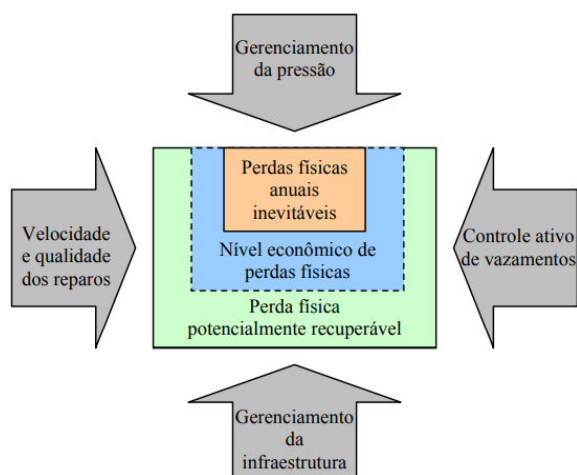 Gerenciamento
da pressão
Perdas físicas
anuais
inevitáveis
Velocidade
e qualidade
dos reparos
Nível econômico de
perdas físicas
Controle ativo
de vazamentos
Perda física
potencialmente recuperável
Gerenciamento
da
infraestrutura